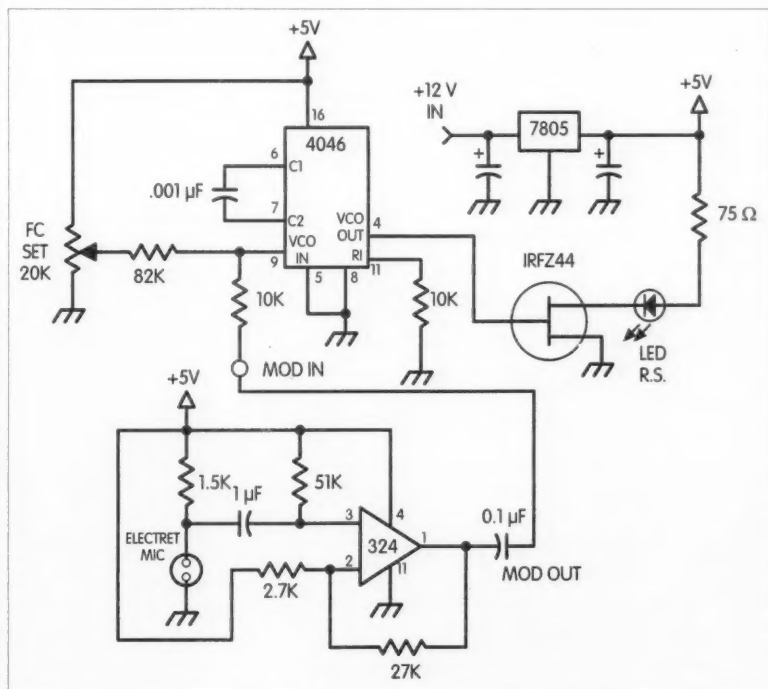 +5V
+12 V
IN
+5V
16
7805
4046
6
C1
+
+
.001 µF
7
C2
75 Ω
FC
SET
20K
VCO
OUT
4
82K
9
VCO
IN
RI
11
5
8
IRFZ44
10K
10K
LED
R.S.
MOD IN
+5V
1.5K
1 µF
51K
ELECTRET
MIC
3
4
0.1 µF
324
1
2
11
2.7K
MOD OUT
27K